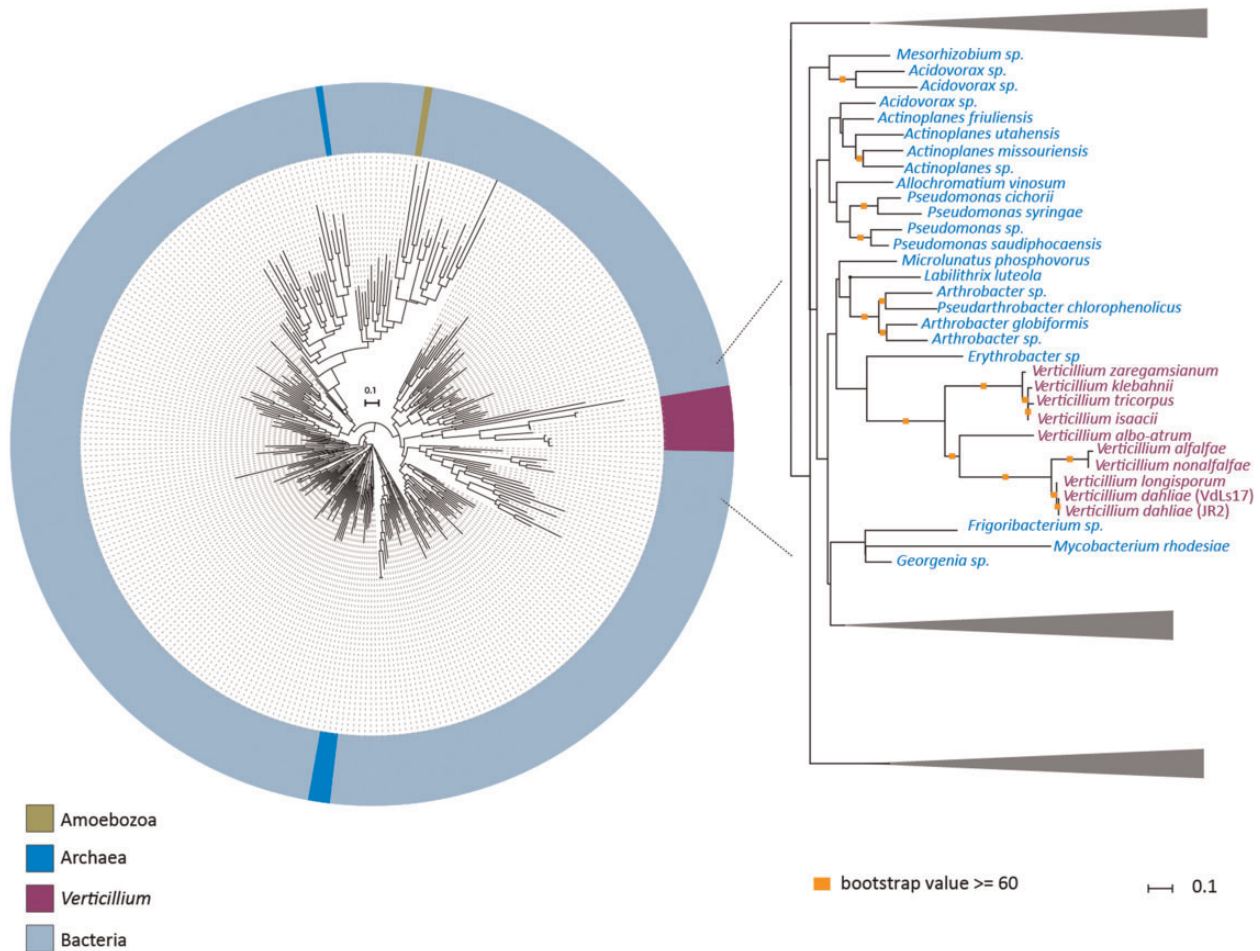 0.1
Mesorhizobium sp.
Acidovorax sp.
Acidovorax sp.
Acidovorax sp.
Actinoplanes friuliensis
Actinoplanes utahensis
Actinoplanes missouriensis
Actinoplanes sp.
Allochromatium vinosum
Pseudomonas cichorii
Pseudomonas syringae
Pseudomonas sp.
Pseudomonas saudiphocaensis
Microlunatus phosphovorus
Labilithrix luteola
Arthrobacter sp.
Pseudarthrobacter chlorophenolicus
Arthrobacter globiformis
Arthrobacter sp.
Erythrobacter sp
Verticillium zaregamsianum
Verticillium klebahnii
Verticillium tricorpus
Verticillium isaacii
Verticillium albo-atrum
Verticillium alfalfae
Verticillium nonalfalfae
Verticillium longisporum
Verticillium dahliae (VdLs17)
Verticillium dahliae (JR2)
Frigoribacterium sp.
Mycobacterium rhodesiae
Georgenia sp.
Amoebozoa
Archaea
Verticillium
Bacteria
bootstrap value >= 60
0.1